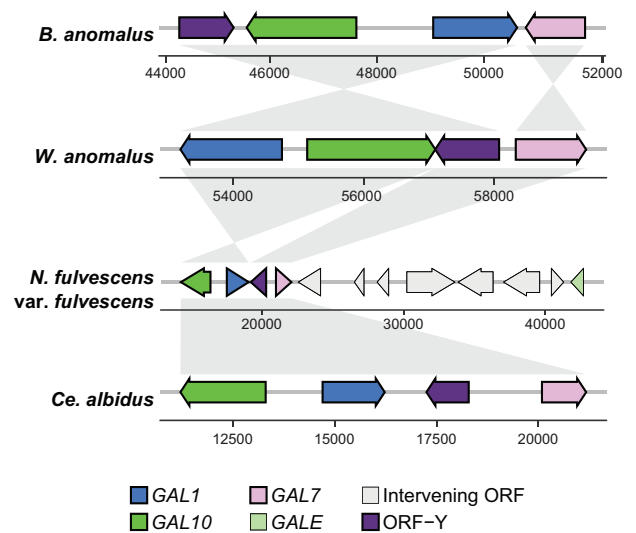 B. anomalus
44000 46000 48000 50000 52000
W. anomalus
54000 56000 58000
N. fulvescens
var. fulvescens
20000 30000 40000
Ce. albidus
12500 15000 17500 20000
GAL1 GAL7 Intervening ORF
GAL10 GALE ORF−Y